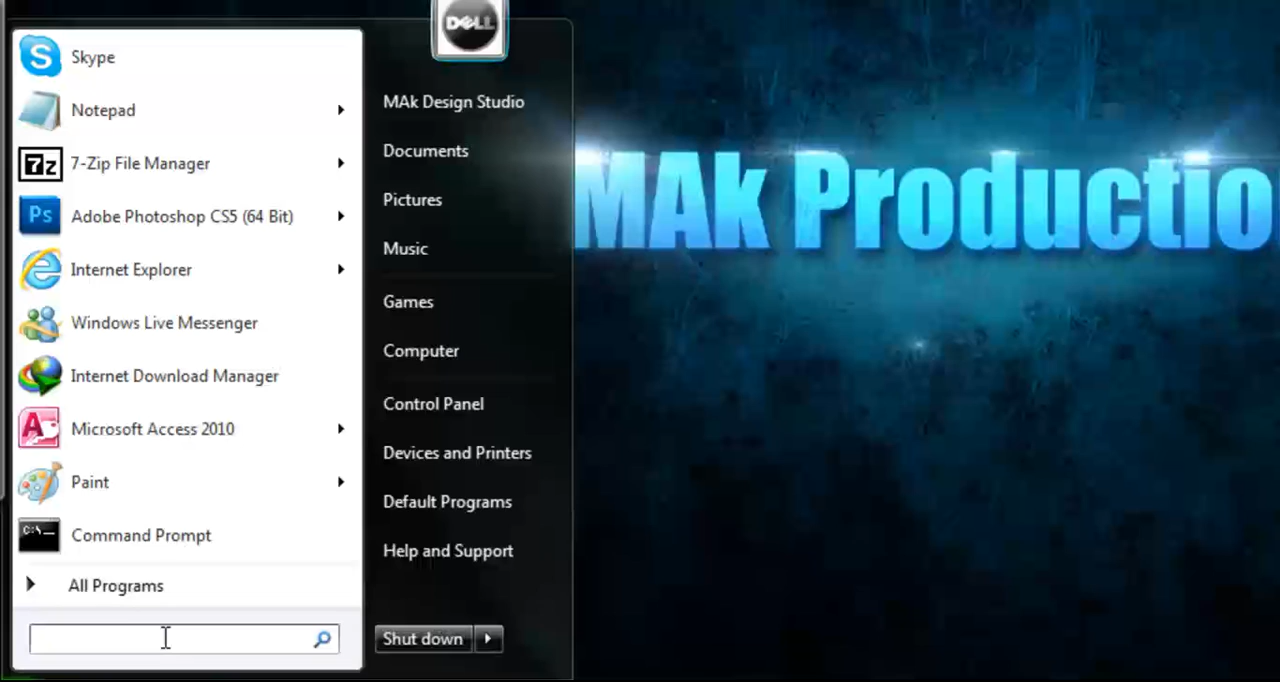 DELL
Skype
Notepad
7-Zip File Manager
Adobe Photoshop CS5 (64 Bit)
Internet Explorer
Windows Live Messenger
Internet Download Manager
Microsoft Access 2010
Paint
Command Prompt
All Programs
MAk Design Studio
Documents
Pictures
Music
Games
Computer
Control Panel
Devices and Printers
Default Programs
Help and Support
Shut down
MAk Productio
S
7z
Ps
A
C:\